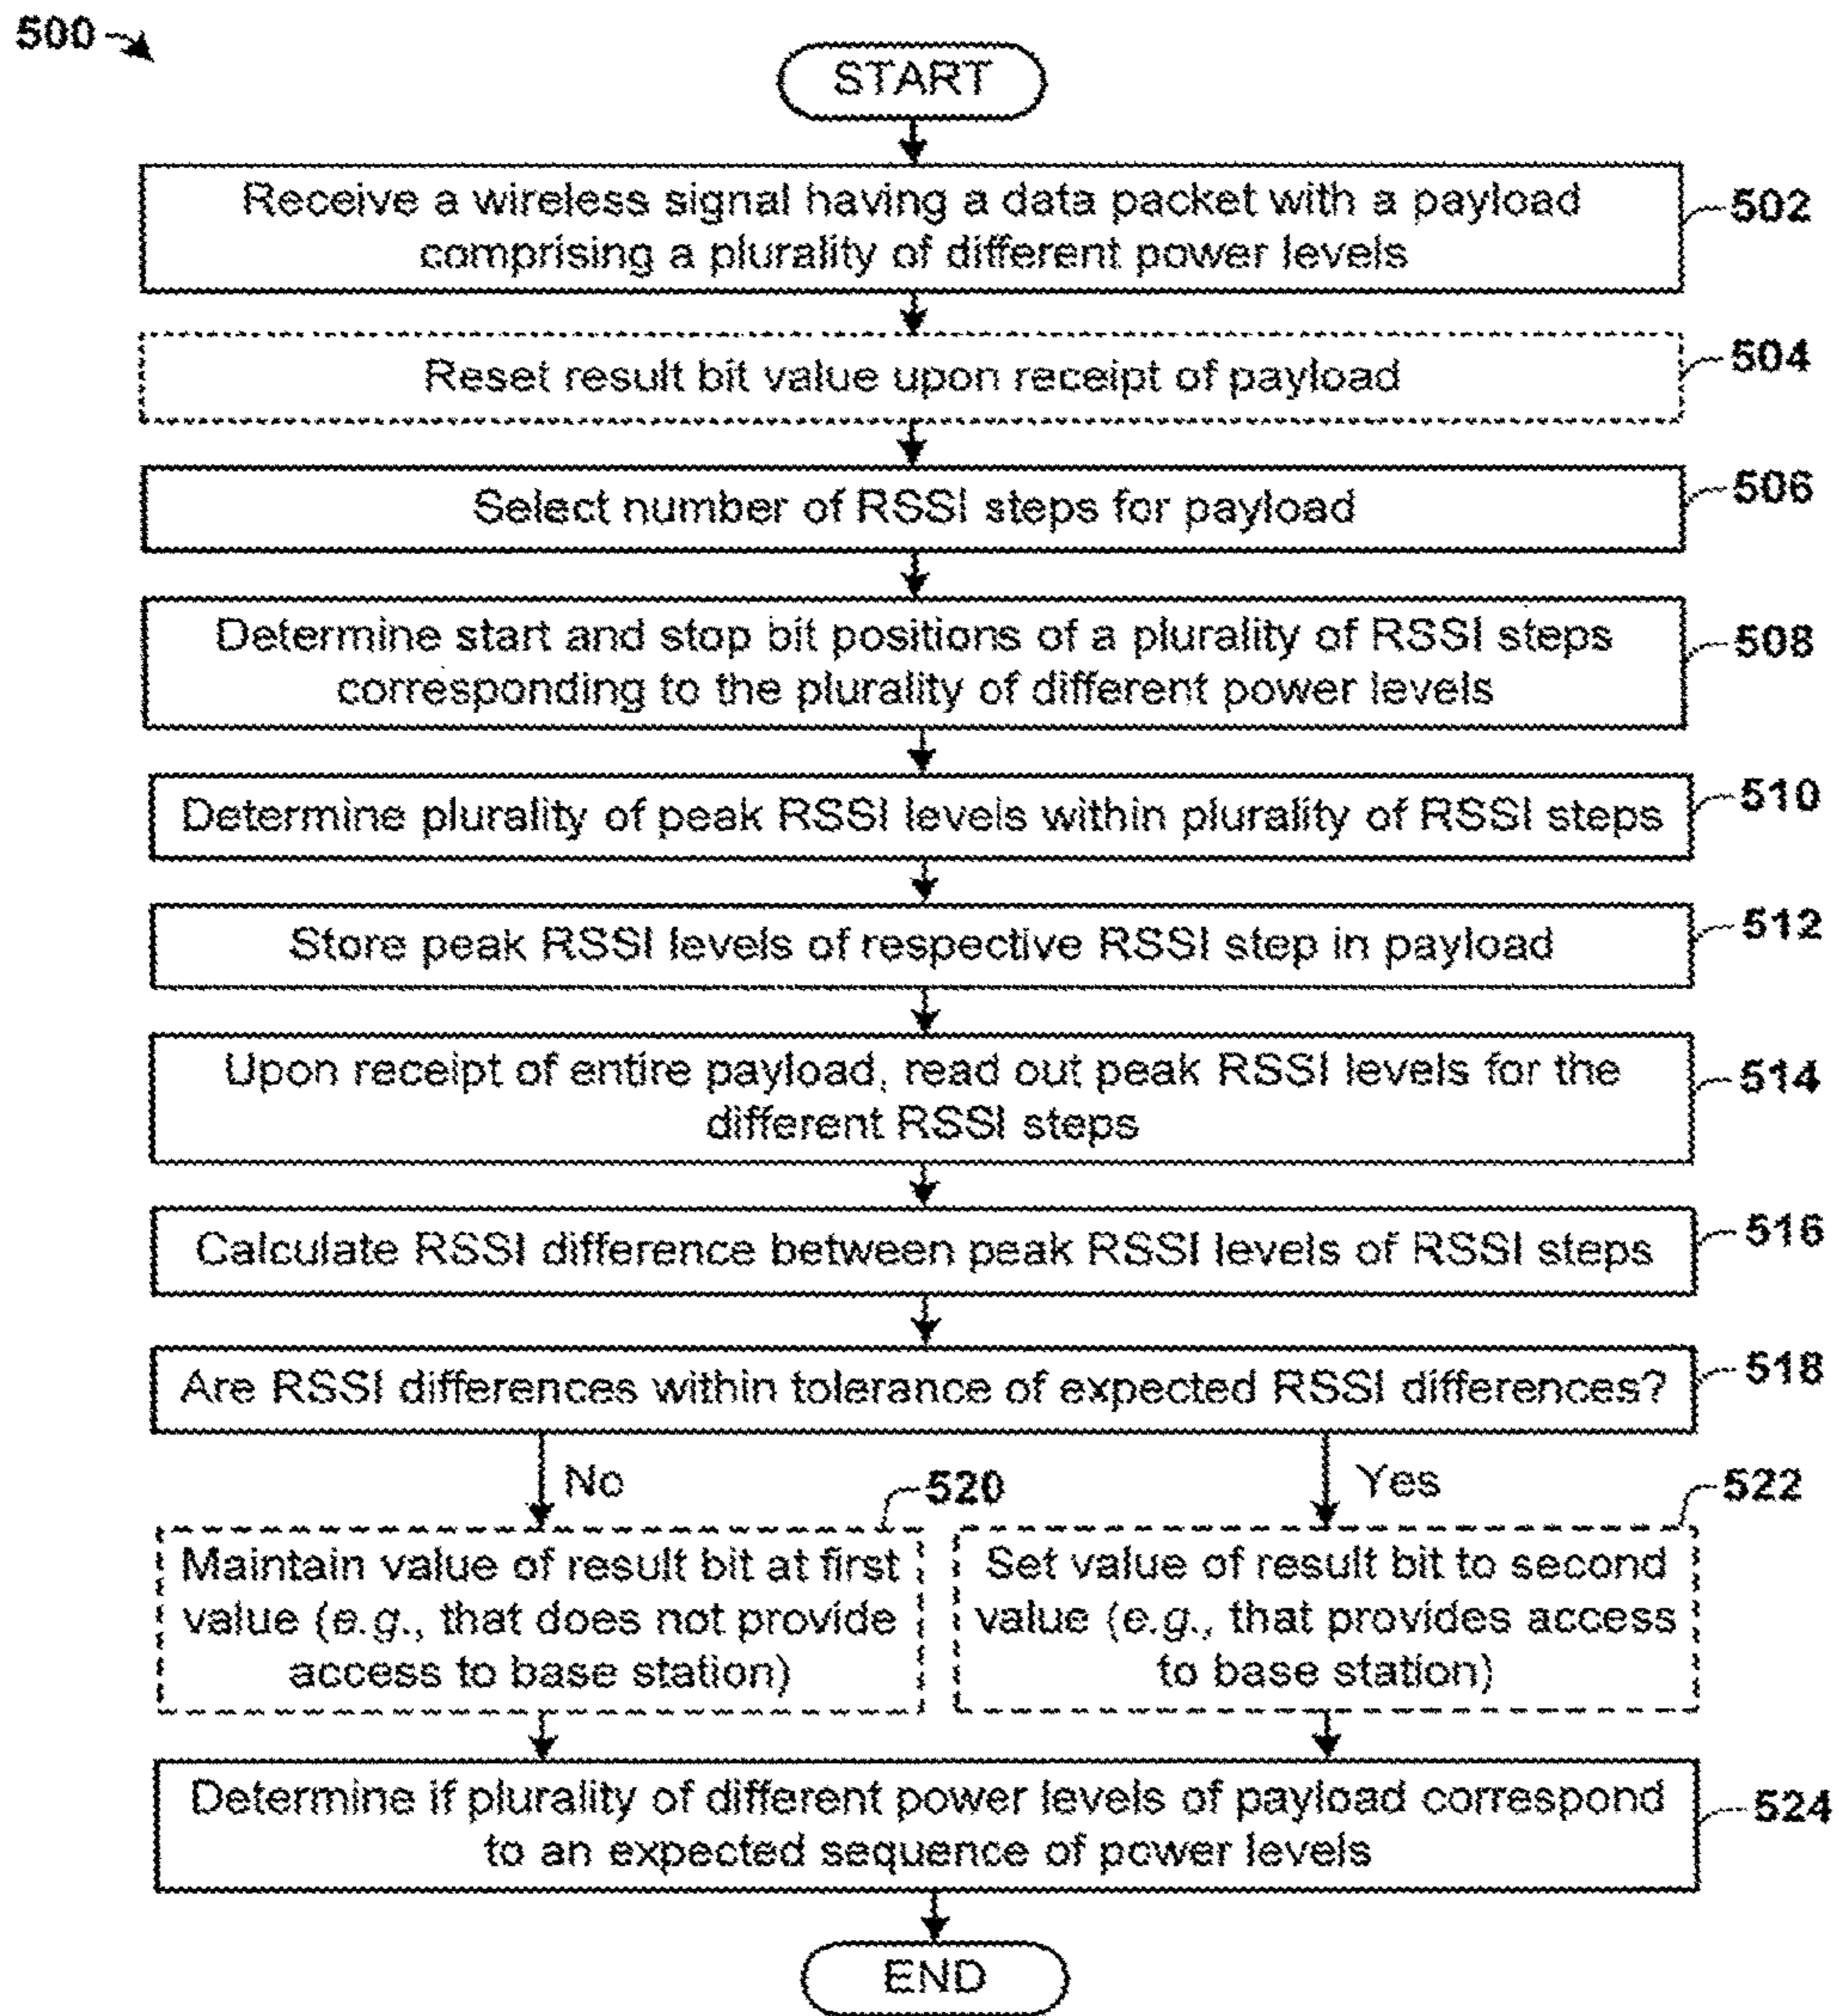 500
START
Receive a wireless signal having a data packet with a payload
comprising a plurality of different power levels
502
Reset result bit value upon receipt of payload
504
Select number of RSSI steps for payload
506
Determine start and stop bit positions of a plurality of RSSI steps
corresponding to the plurality of different power levels
508
Determine plurality of peak RSSI levels within plurality of RSSI steps
510
Store peak RSSI levels of respective RSSI step in payload
512
Upon receipt of entire payload, read out peak RSSI levels for the
different RSSI steps
514
Calculate RSSI difference between peak RSSI levels of RSSI steps
516
Are RSSI differences within tolerance of expected RSSI differences?
518
No
520
Yes
522
Maintain value of result bit at first
value (e.g., that does not provide
access to base station)
Set value of result bit to second
value (e.g., that provides access
to base station)
Determine if plurality of different power levels of payload correspond
to an expected sequence of power levels
524
END